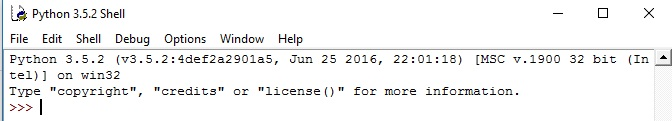 Python 3.5.2 Shell
File Edit Shell Debug Options Window Help
Python 3.5.2 (v3.5.2:4def2a2901a5, Jun 25 2016, 22:01:18) [MSC v.1900 32 bit (In
tel)] on win32
Type "copyright", "credits" or "license()" for more information.
>>>